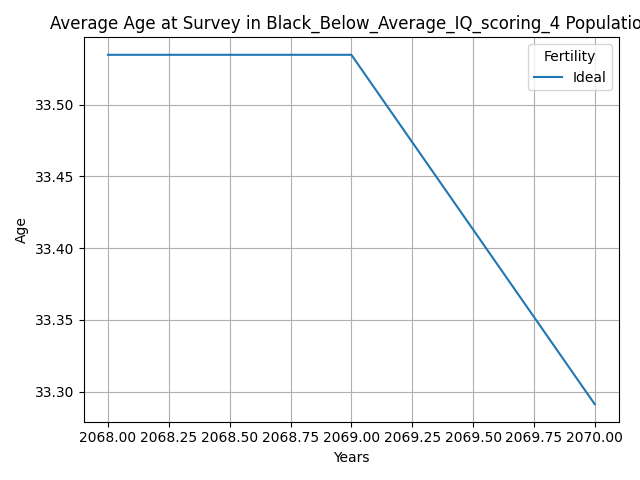 Average Age at Survey in Black_Below_Average_IQ_scoring_4 Populatio
Fertility
Ideal
33.50
33.45
33.40
33.35
33.30
Age
2068.00 2068.25 2068.50 2068.75 2069.00 2069.25 2069.50 2069.75 2070.00
Years